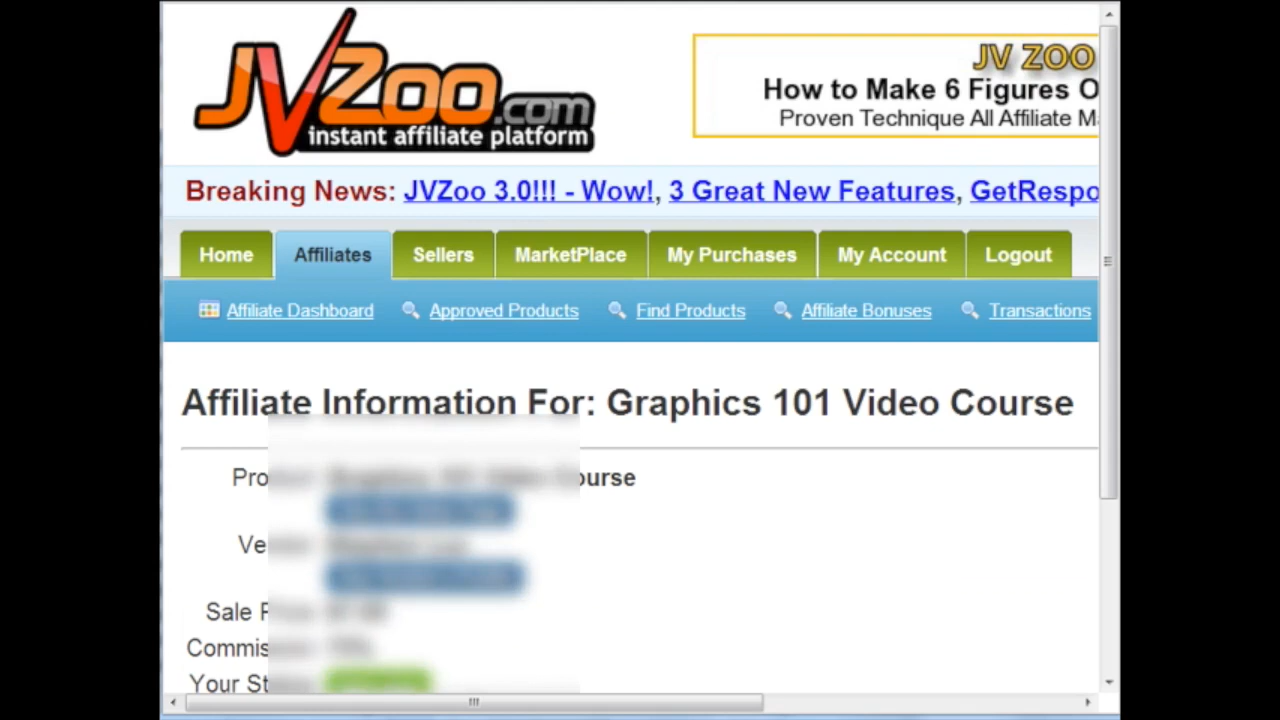 JVZoo.com
instant affiliate platform
JV ZOO
How to Make 6 Figures O
Proven Technique All Affiliate M
Breaking News: JVZoo 3.0!!! - Wow!, 3 Great New Features, GetRespo
Home Affiliates Sellers MarketPlace My Purchases My Account Logout
Affiliate Dashboard Approved Products Find Products Affiliate Bonuses Transactions
Affiliate Information For: Graphics 101 Video Course
Pro ourse
Ve
Sale P
Commis
Your St